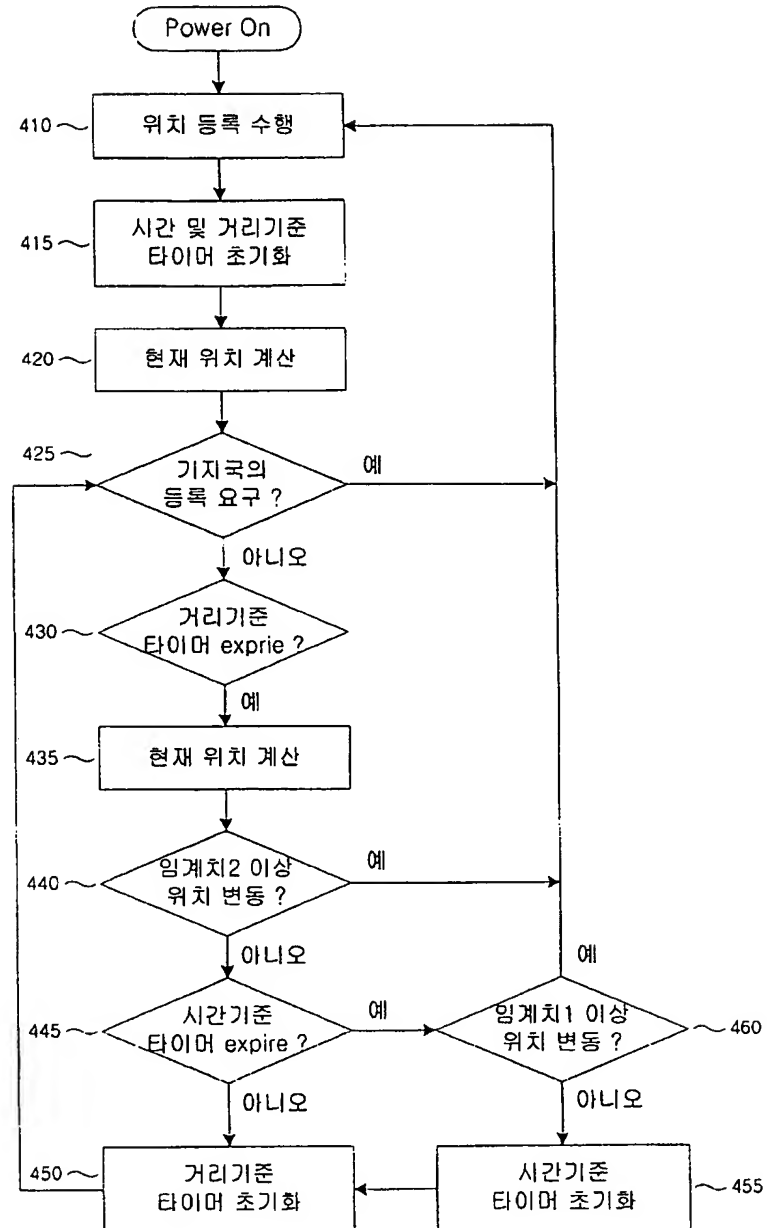 Power On
410
위치 등록 수행
415
시간 및 거리기준
타이머 초기화
420
현재 위치 계산
425
기지국의
등록 요구 ?
예
아니오
430
거리기준
타이머 exprie ?
예
435
현재 위치 계산
440
임계치2 이상
위치 변동 ?
예
아니오
445
시간기준
타이머 expire ?
예
아니오
460
임계치1 이상
위치 변동 ?
예
아니오
450
거리기준
타이머 초기화
455
시간기준
타이머 초기화